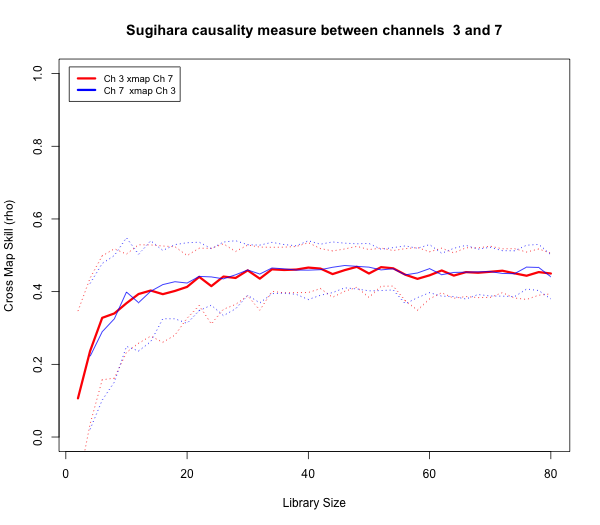 Sugihara causality measure between channels  3 and 7
Ch 3 xmap Ch 7
Ch 7  xmap Ch 3
Cross Map Skill (rho)
1.0
0.8
0.6
0.4
0.2
0.0
0 20 40 60 80
Library Size